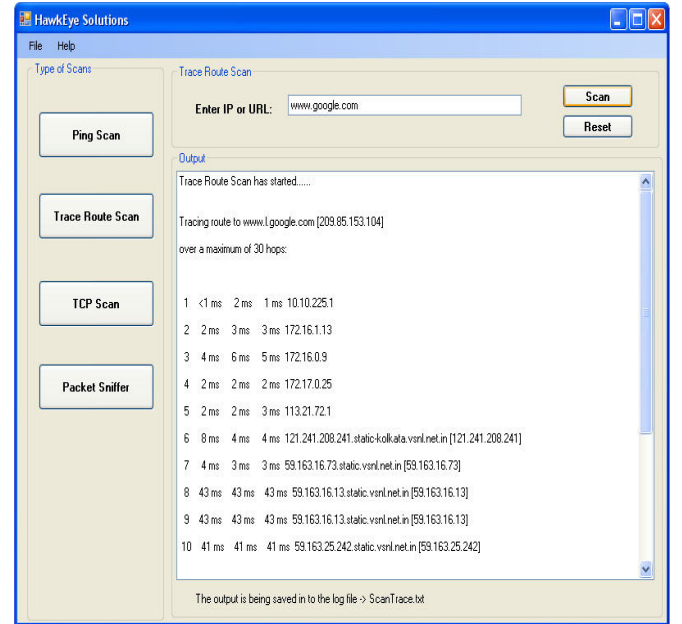 HawkEye Solutions
File Help
Type of Scans
Ping Scan
Trace Route Scan
TCP Scan
Packet Sniffer
Trace Route Scan
Enter IP or URL: www.google.com
Scan
Reset
Output
Trace Route Scan has started......
Tracing route to www.l.google.com [209.85.153.104]
over a maximum of 30 hops:
1 <1 ms 2 ms 1 ms 10.10.225.1
2 2 ms 3 ms 3 ms 172.16.1.13
3 4 ms 6 ms 5 ms 172.16.0.9
4 2 ms 2 ms 2 ms 172.17.0.25
5 2 ms 2 ms 3 ms 113.21.72.1
6 8 ms 4 ms 4 ms 121.241.208.241.static-kolkata.vsnl.net.in [121.241.208.241]
7 4 ms 3 ms 3 ms 59.163.16.73.static.vsnl.net.in [59.163.16.73]
8 43 ms 43 ms 43 ms 59.163.16.13.static.vsnl.net.in [59.163.16.13]
9 43 ms 43 ms 43 ms 59.163.16.13.static.vsnl.net.in [59.163.16.13]
10 41 ms 41 ms 41 ms 59.163.25.242.static.vsnl.net.in [59.163.25.242]
The output is being saved in to the log file -> ScanTrace.txt